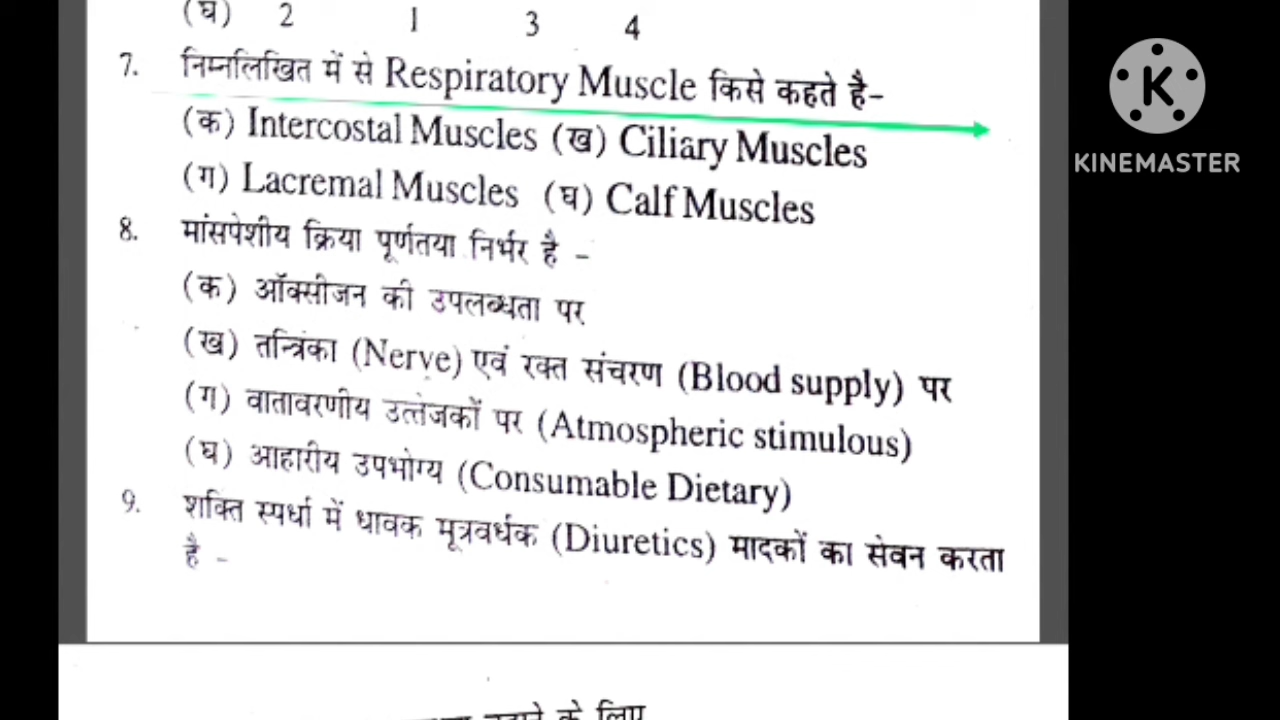 (घ) 2 1 3 4
7. निम्नलिखित में से Respiratory Muscle किसे कहते है-
(क) Intercostal Muscles (ख) Ciliary Muscles
(ग) Lacremal Muscles (घ) Calf Muscles
8. मांसपेशीय क्रिया पूर्णतया निर्भर है -
(क) ऑक्सीजन की उपलब्धता पर
(ख) तन्त्रिका (Nerve) एवं रक्त संचरण (Blood supply) पर
(ग) वातावरणीय उत्तेजकों पर (Atmospheric stimulous)
(घ) आहारीय उपभोग्य (Consumable Dietary)
9. शक्ति स्पर्धा में धावक मूत्रवर्धक (Diuretics) मादकों का सेवन करता
है -
के लिए
K
KINEMASTER